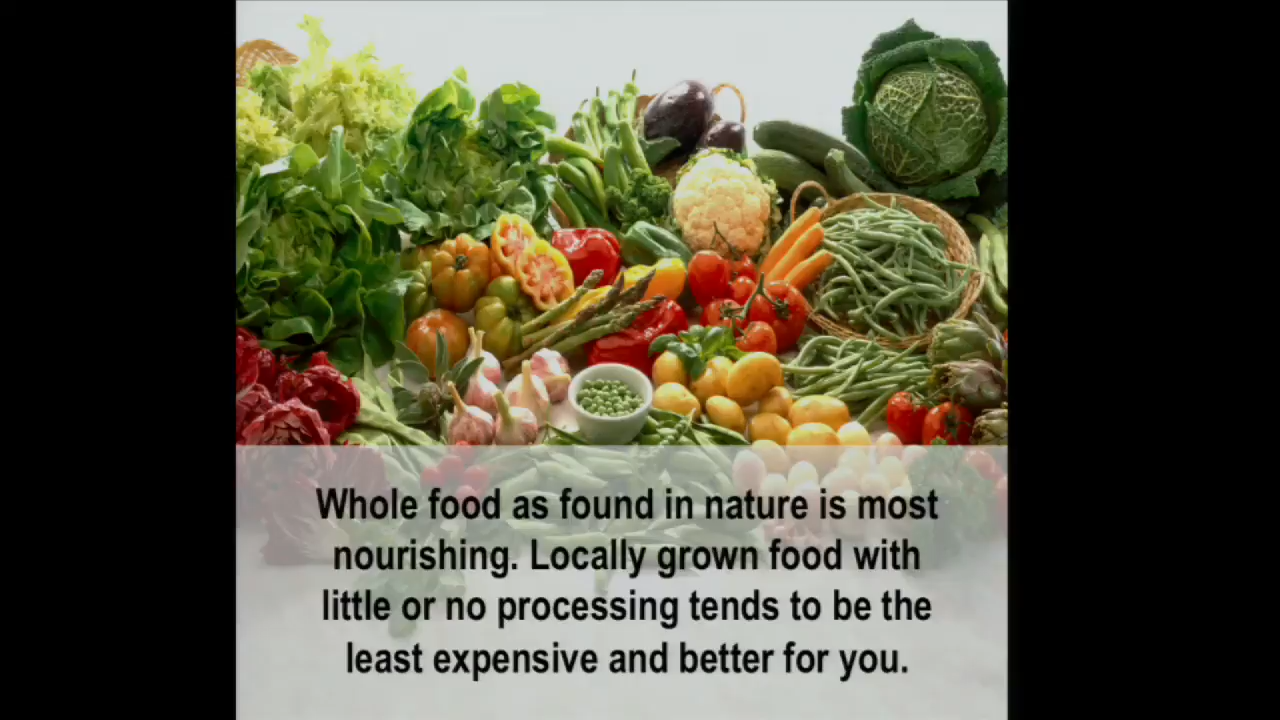 Whole food as found in nature is most
nourishing. Locally grown food with
little or no processing tends to be the
least expensive and better for you.